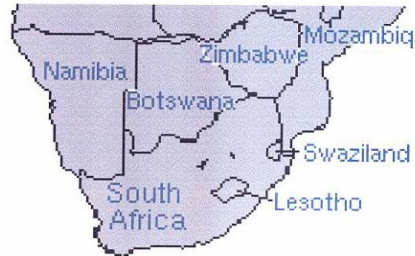 Mozambiq
Zimbabwe
Namibia
Botswana
Swaziland
South
Africa
Lesotho